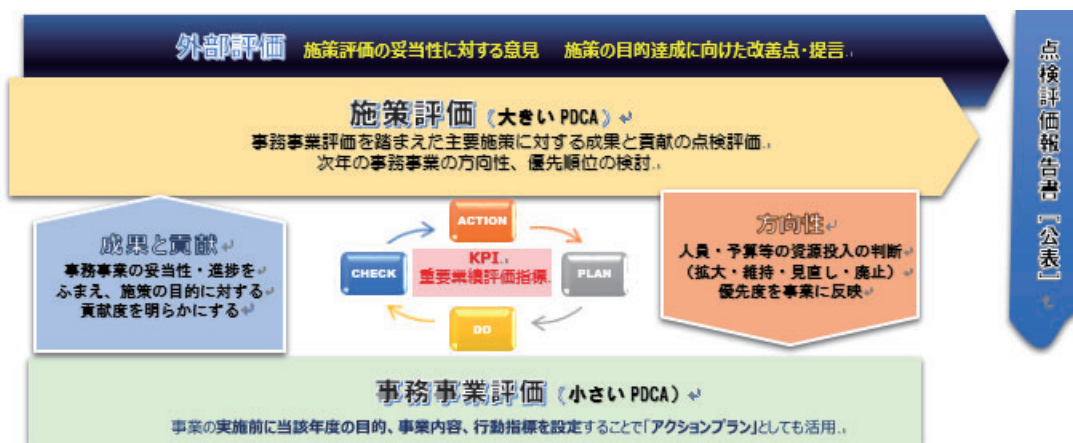 外部評価 施策評価の妥当性に対する意見 施策の目的達成に向けた改善点・提言
施策評価(大きいPDCA)
事務事業評価を踏まえた主要施策に対する成果と貢献の点検評価
次年の事務事業の方向性、優先順位の検討
成果と貢献
事務事業の妥当性・進捗を
ふまえ、施策の目的に対する
貢献度を明らかにする
ACTION
CHECK
KPI
重要業績評価指標
PLAN
DO
方向性
人員・予算等の資源投入の判断
(拡大・維持・見直し・廃止)
優先度を事業に反映
事務事業評価(小さいPDCA)
事業の実施前に当該年度の目的、事業内容、行動指標を設定することで「アクションプラン」としても活用
点検評価報告書【公表】